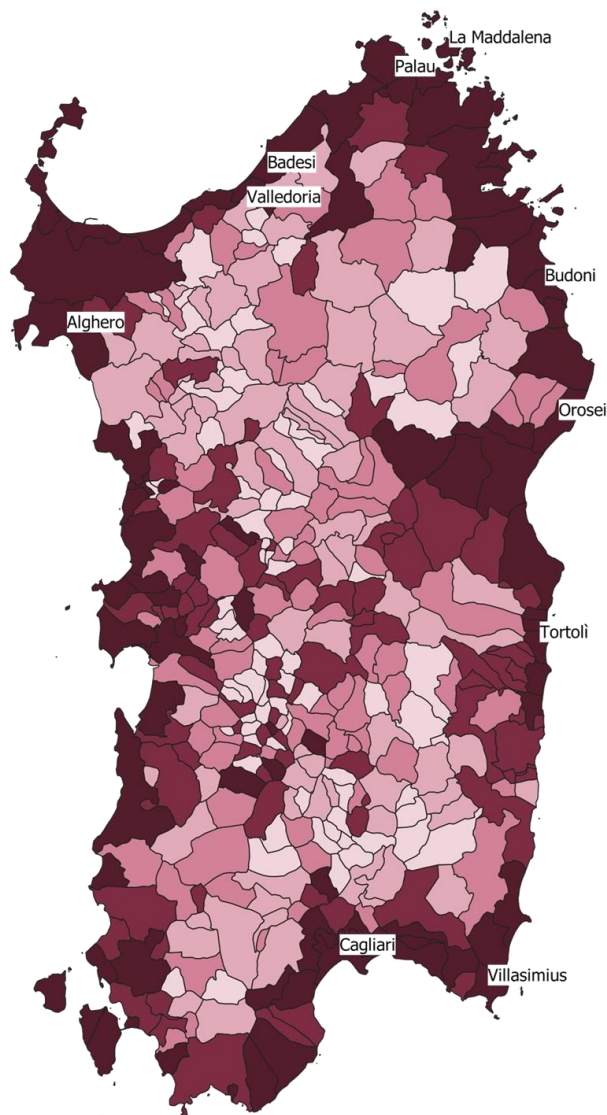 La Maddalena
Palau
Badesi
Valledoria
Budoni
Alghero
Orosei
Tortolì
Cagliari
Villasimius